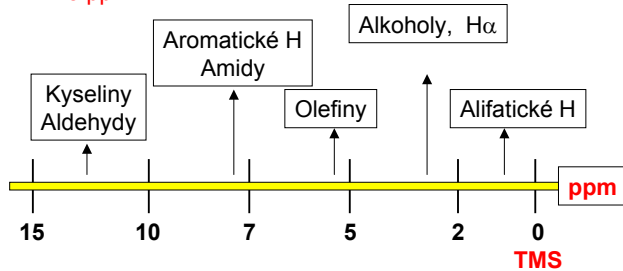 Alkoholy, Hα
Aromatické H
Amidy
Kyseliny
Aldehydy
Olefiny
Alifatické H
ppm
15 10 7 5 2 0
TMS